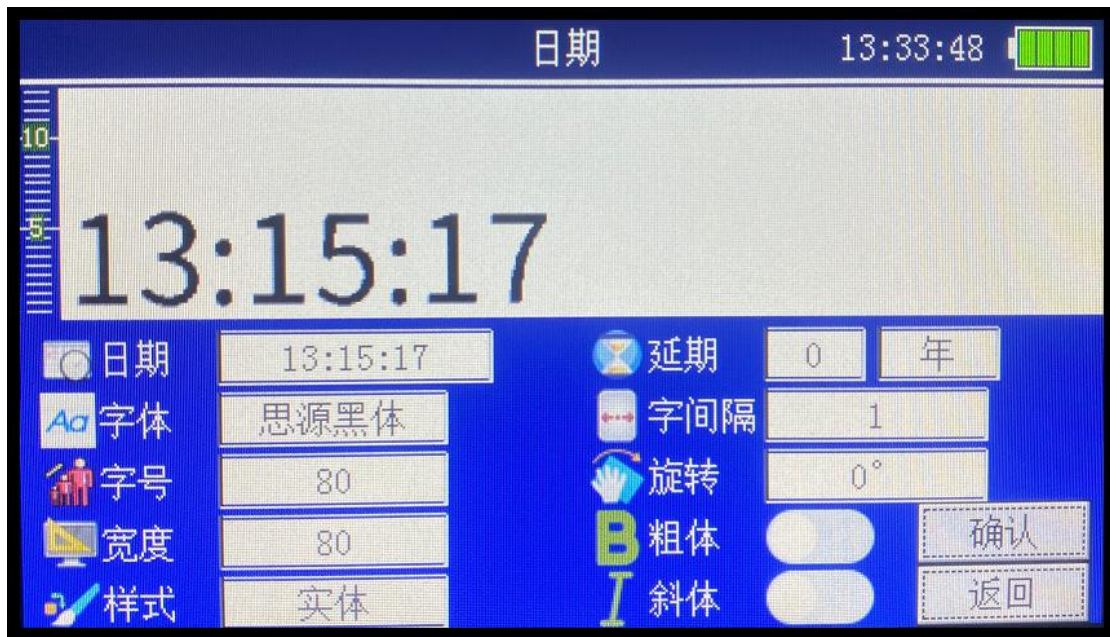 日期 13:33:48
10
5
13:15:17
日期 13:15:17 延期 0 年
Aa 字体 思源黑体 字间隔 1
字号 80 旋转 0°
宽度 80 B 粗体 确认
样式 实体 I 斜体 返回